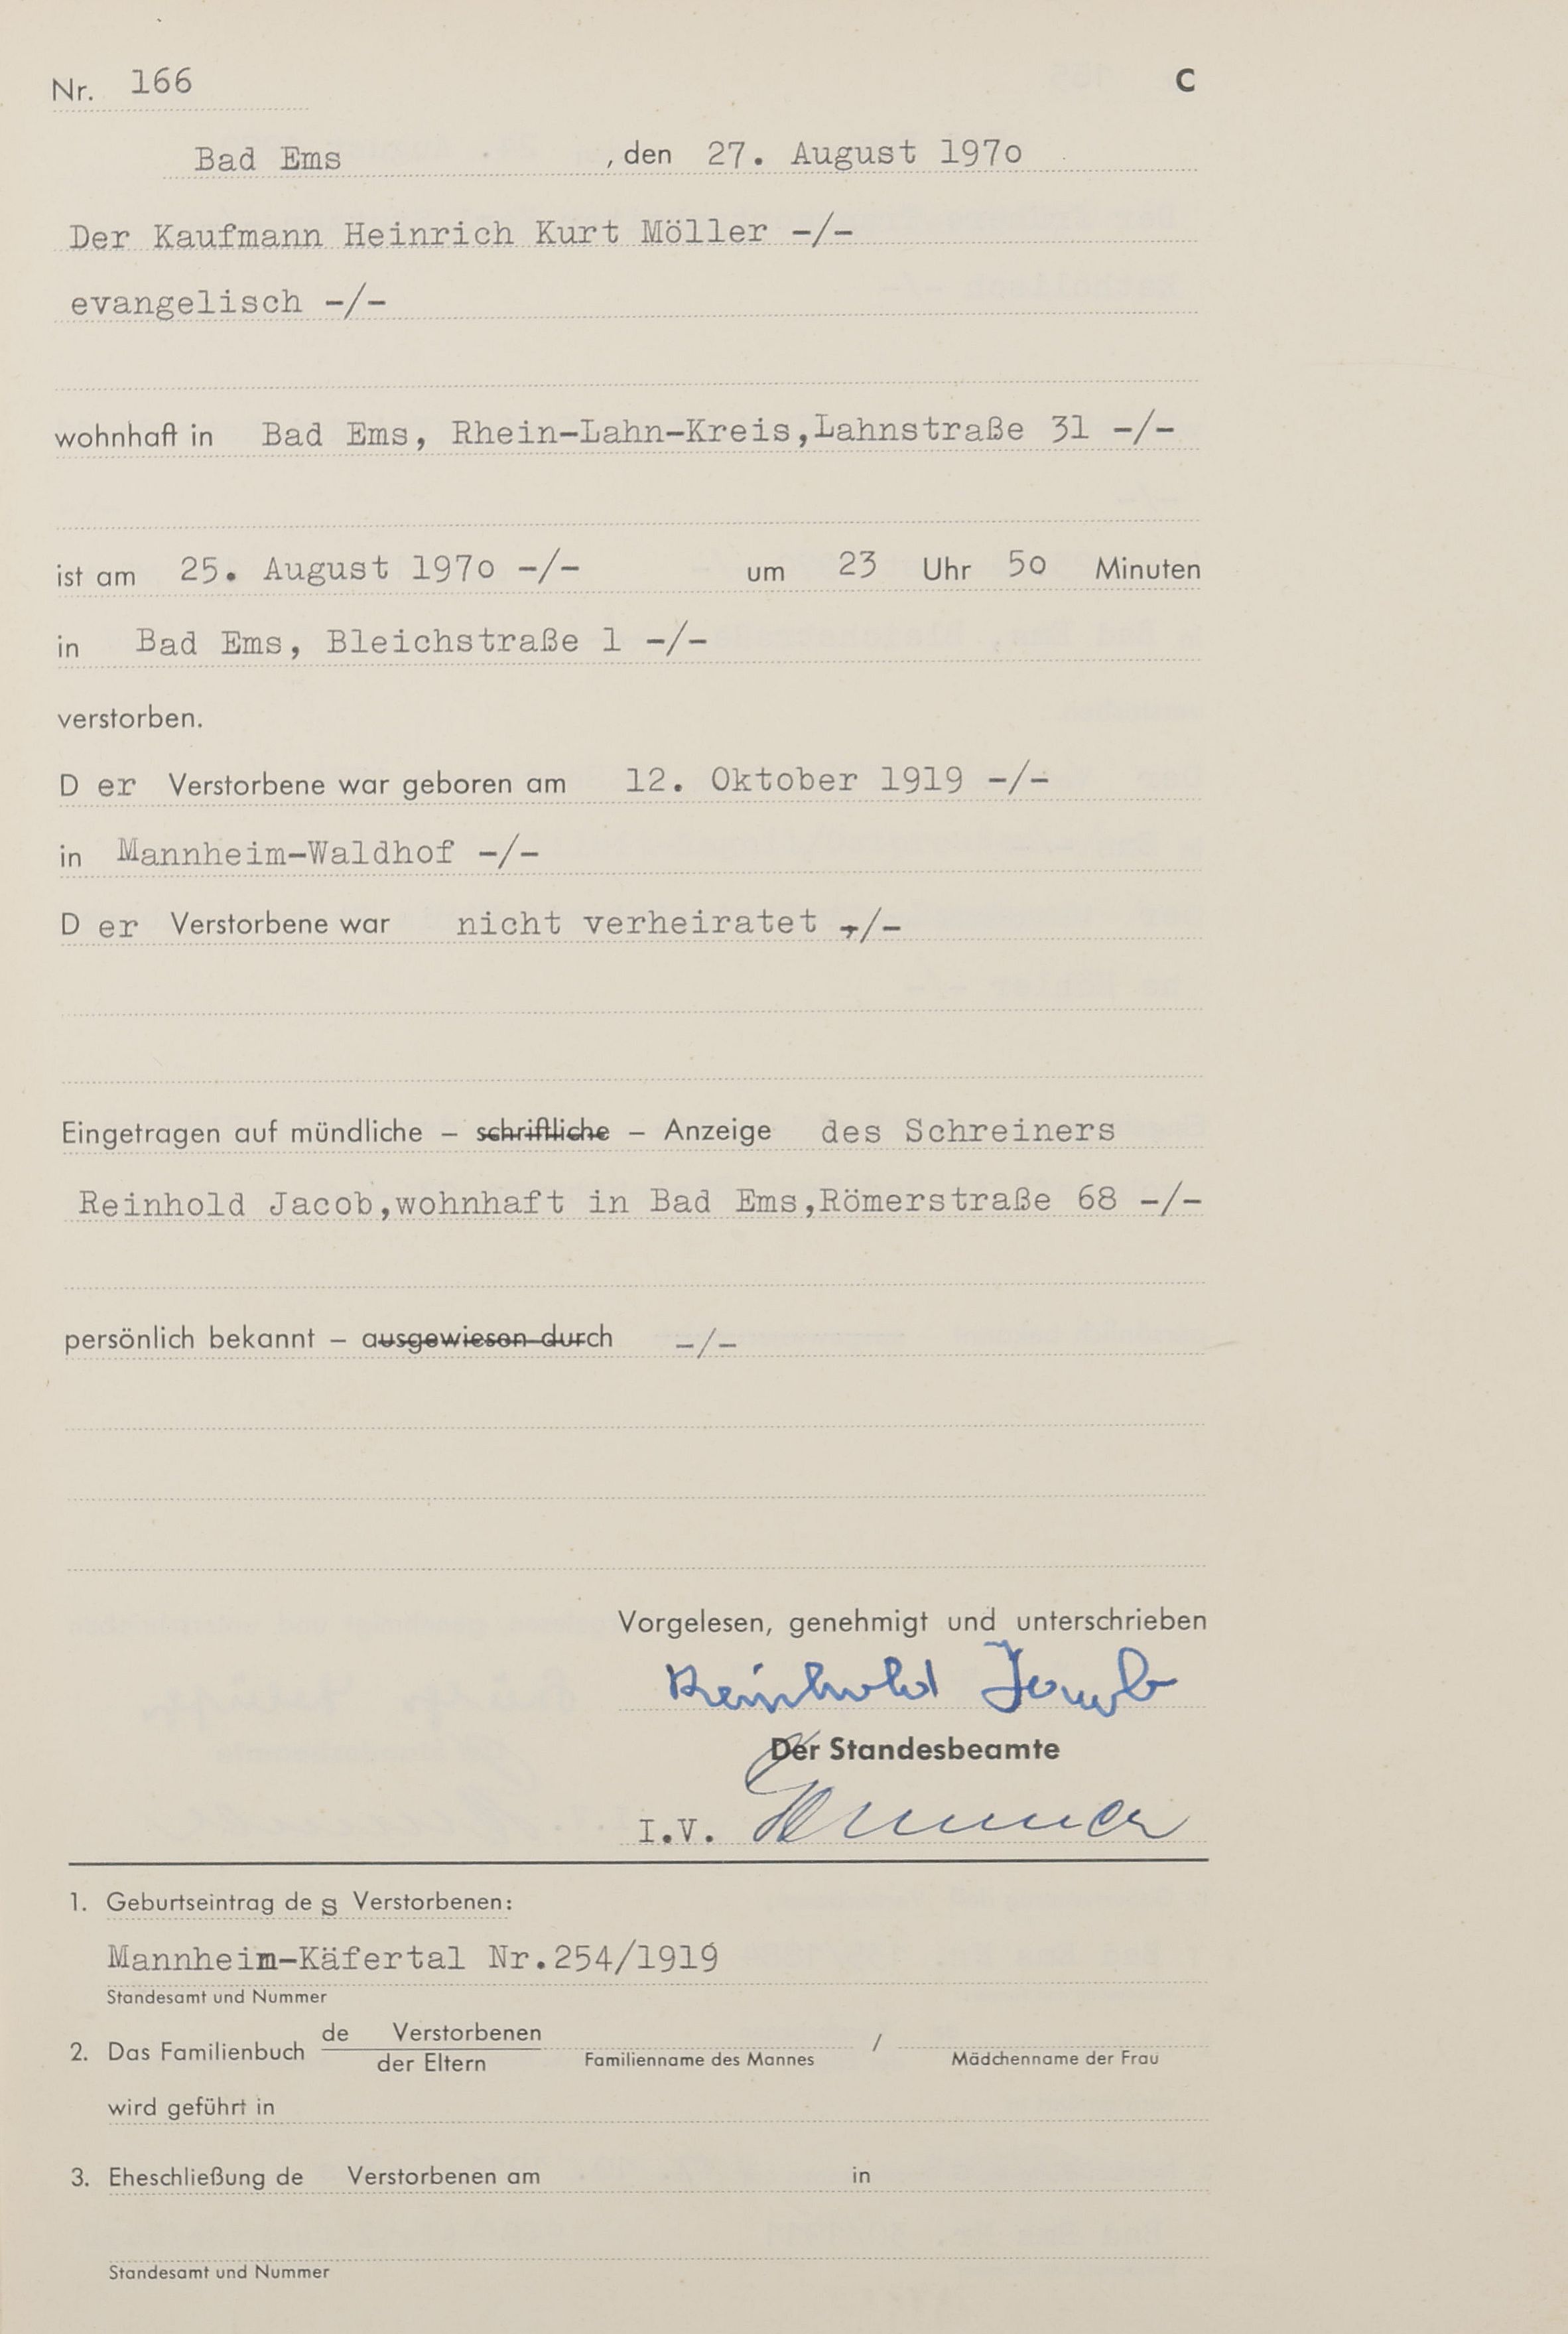 Nr. 166
C
Bad Ems , den 27. August 1970
Der Kaufmann Heinrich Kurt Möller -/-
evangelisch -/-
wohnhaft in Bad Ems, Rhein-Lahn-Kreis,Lahnstraße 31 -/-
ist am 25. August 1970 -/- um 23 Uhr 50 Minuten
in Bad Ems, Bleichstraße 1 -/-
verstorben.
D er Verstorbene war geboren am 12. Oktober 1919 -/-
in Mannheim-Waldhof -/-
D er Verstorbene war nicht verheiratet -/-
Eingetragen auf mündliche – schriftliche – Anzeige des Schreiners
Reinhold Jacob,wohnhaft in Bad Ems,Römerstraße 68 -/-
persönlich bekannt – ausgewiesen durch -/-
Vorgelesen, genehmigt und unterschrieben
Reinhold Jacob
Der Standesbeamte
I.V.
1. Geburtseintrag de s Verstorbenen:
Mannheim-Käfertal Nr.254/1919
Standesamt und Nummer
2. Das Familienbuch de Verstorbenen / der Eltern Familienname des Mannes / Mädchenname der Frau
wird geführt in
3. Eheschließung de Verstorbenen am in
Standesamt und Nummer